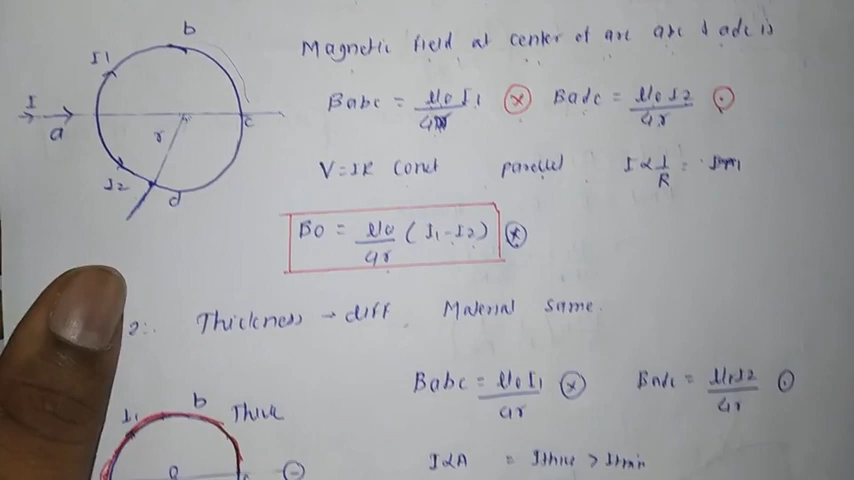 b
I1
Magnetic field at center of arc abc & adc is
I
a
c
r
I2
d
Babc = μ0 I1 / 4r ⊗ Badc = μ0 I2 / 4r ⊙
V = IR Const parallel I ∝ 1/R =
B0 = μ0 / 4r ( I1 - I2 ) ⊗
2:. Thickness → diff, Material same.
Babc = μ0 I1 / 4r ⊗ Badc = μ0 I2 / 4r ⊙
I1 b Thick
I ∝ A = Ithick > Ithin